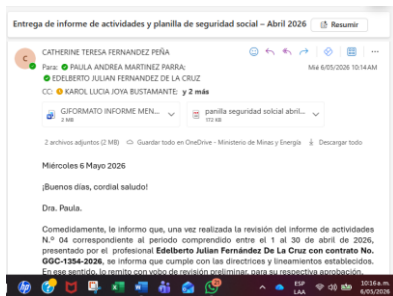 Entrega de informe de actividades y planilla de seguridad social – Abril 2026
Resumir
CATHERINE TERESA FERNANDEZ PEÑA
C
Para: PAULA ANDREA MARTINEZ PARRA;
Mié 6/05/2026 10:14 AM
EDELBERTO JULIAN FERNANDEZ DE LA CRUZ
CC: KAROL LUCIA JOYA BUSTAMANTE; y 2 más
GJFORMATO INFORME MEN...
2 MB
panilla seguridad solcial abril...
172 KB
2 archivos adjuntos (2 MB)
Guardar todo en OneDrive - Ministerio de Minas y Energía
Descargar todo
Miércoles 6 Mayo 2026
¡Buenos días, cordial saludo!
Dra. Paula.
Comedidamente, le informo que, una vez realizada la revisión del informe de actividades
N.º 04 correspondiente al periodo comprendido entre el 1 al 30 de abril de 2026,
presentado por el profesional Edelberto Julian Fernández De La Cruz con contrato No.
GGC-1354-2026, se informa que cumple con las directrices y lineamientos establecidos.
En ese sentido, lo remito con vobo de revisión preliminar, para su respectiva aprobación.
ESP
LAA
10:16 a. m.
6/05/2026